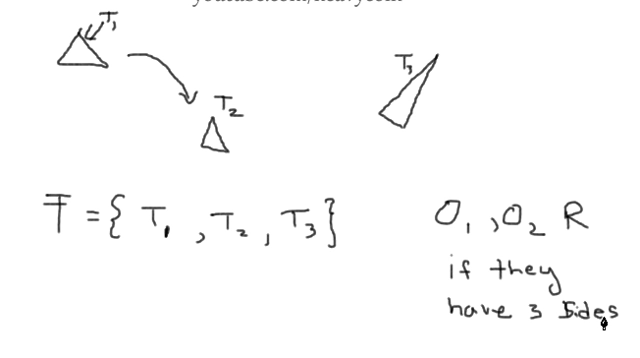 T₁
T₂
T₃
T̅ = { T₁ , T₂ , T₃ }
O₁ , O₂ R
if they
have 3 sides